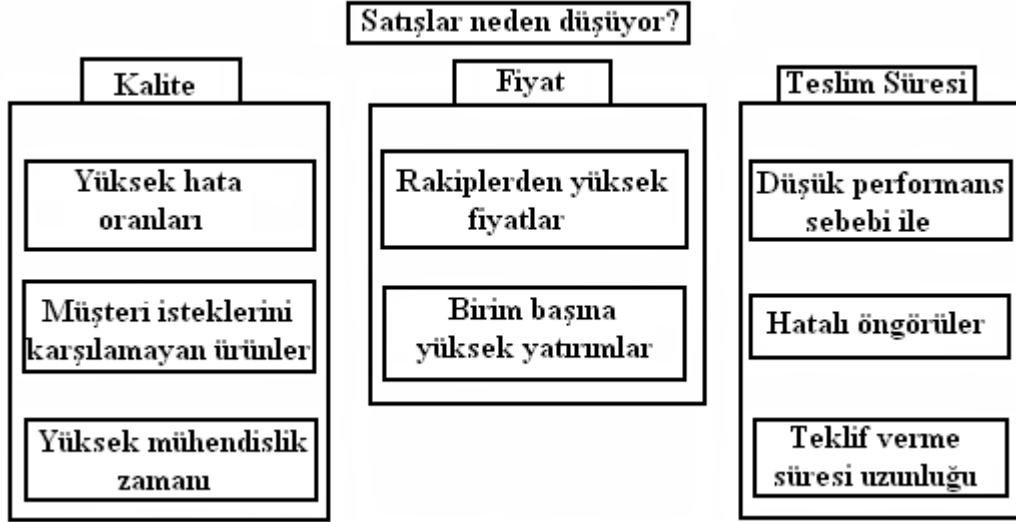 Satışlar neden düşüyor?
Kalite
Yüksek hata
oranları
Müşteri isteklerini
karşılamayan ürünler
Yüksek mühendislik
zamanı
Fiyat
Rakiplerden yüksek
fiyatlar
Birim başına
yüksek yatırımlar
Teslim Süresi
Düşük performans
sebebi ile
Hatalı öngörüler
Teklif verme
süresi uzunluğu